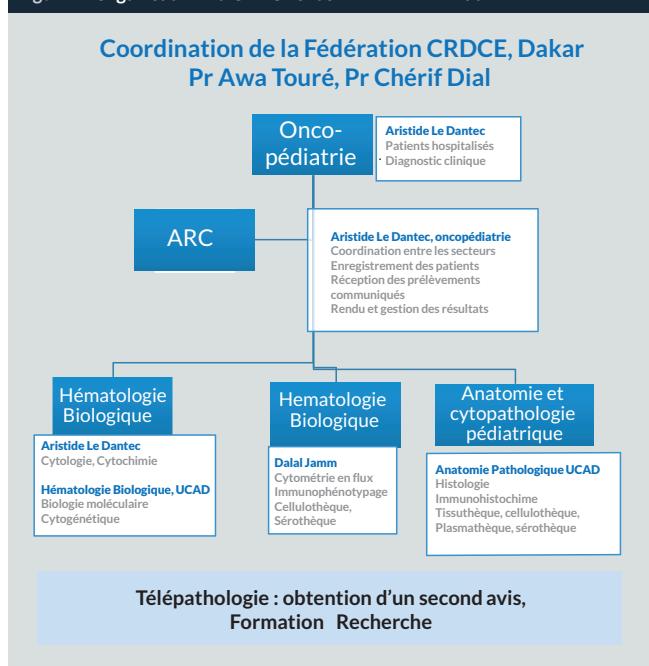 Coordination de la Fédération CRDCE, Dakar
Pr Awa Touré, Pr Chérif Dial
Onco-
pédiatrie
Aristide Le Dantec
Patients hospitalisés
Diagnostic clinique
ARC
Aristide Le Dantec, oncopédiatrie
Coordination entre les secteurs
Enregistrement des patients
Réception des prélèvements
communiqués
Rendu et gestion des résultats
Hématologie
Biologique
Aristide Le Dantec
Cytologie, Cytochimie
Hématologie Biologique, UCAD
Biologie moléculaire
Cytogénétique
Hematologie
Biologique
Dalal Jamm
Cytométrie en flux
Immunophénotypage
Cellulothèque,
Sérothèque
Anatomie et
cytopathologie
pédiatrique
Anatomie Pathologique UCAD
Histologie
Immunohistochime
Tissuthèque, cellulothèque,
Plasmathèque, sérothèque
Télépathologie : obtention d'un second avis,
Formation Recherche